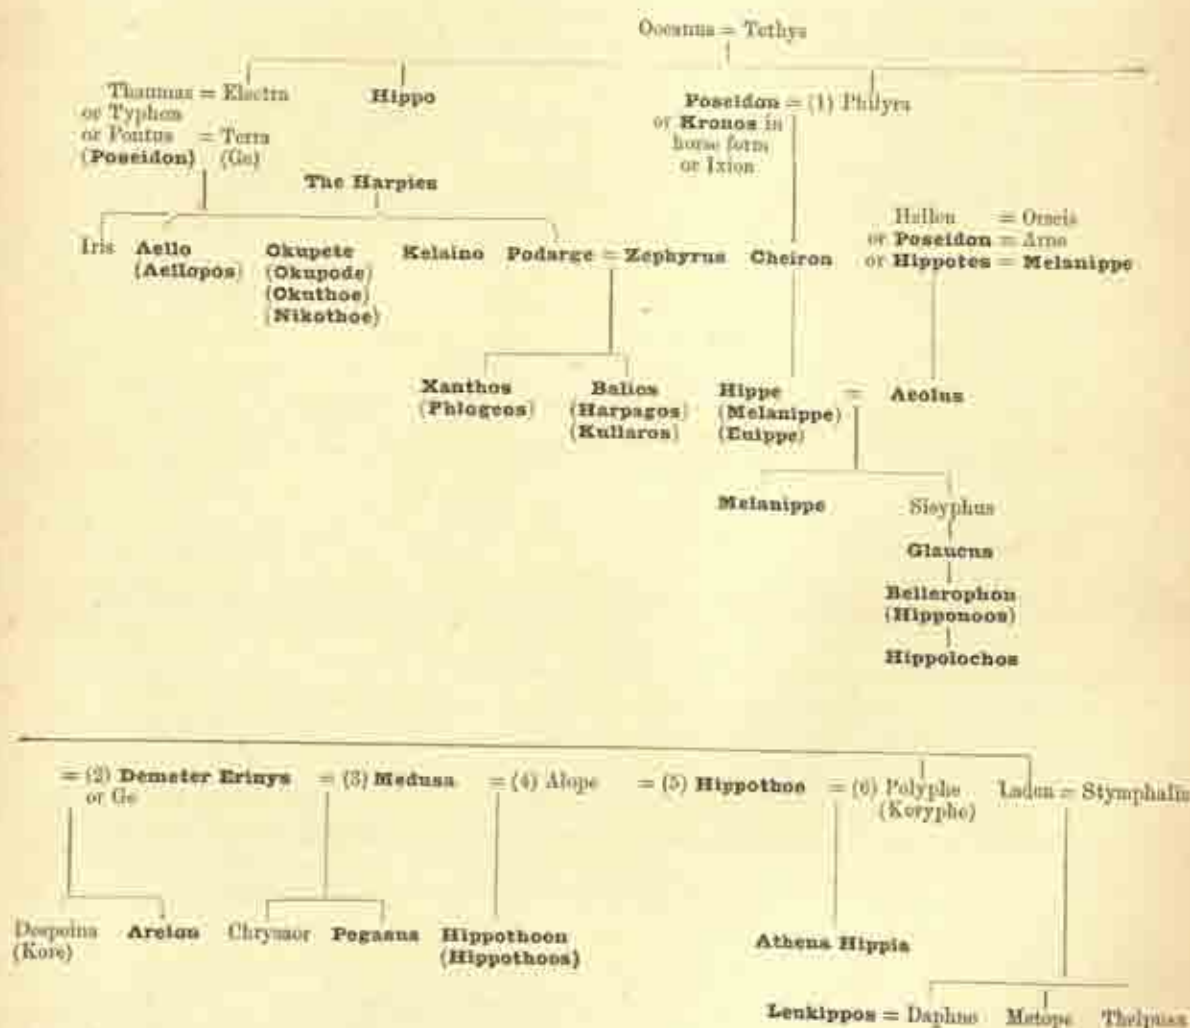 Oceanus = Tethys
Thaumas = Electra
Hippo
Poseidon = (1) Philyra
or Typhon
or Kronos in
or Pontus = Terra
horse form
(Poseidon) (Ge)
or Ixion
The Harpies
Hellen = Orseis
or Poseidon = Arne
or Hippotes = Melanippe
Iris Aello Okupete Kelaino Podarge = Zephyrus Cheiron
(Aellopos) (Okupode)
(Okuthoe)
(Nikothoe)
Xanthos Balios Hippe = Aeolus
(Phlogeos) (Harpagos) (Melanippe)
(Kullaros) (Euippe)
Melanippe Sisyphus
Glaucus
Bellerophon
(Hipponoos)
Hippolochos
= (2) Demeter Erinys = (3) Medusa = (4) Alope = (5) Hippothoe = (6) Polyphe Ladon = Stymphalis
or Ge (Koryphe)
Despoina Areion Chrysaor Pegasus Hippothoon Athena Hippia
(Kore) (Hippothoos)
Leukippos = Daphne Metope Thelpusa